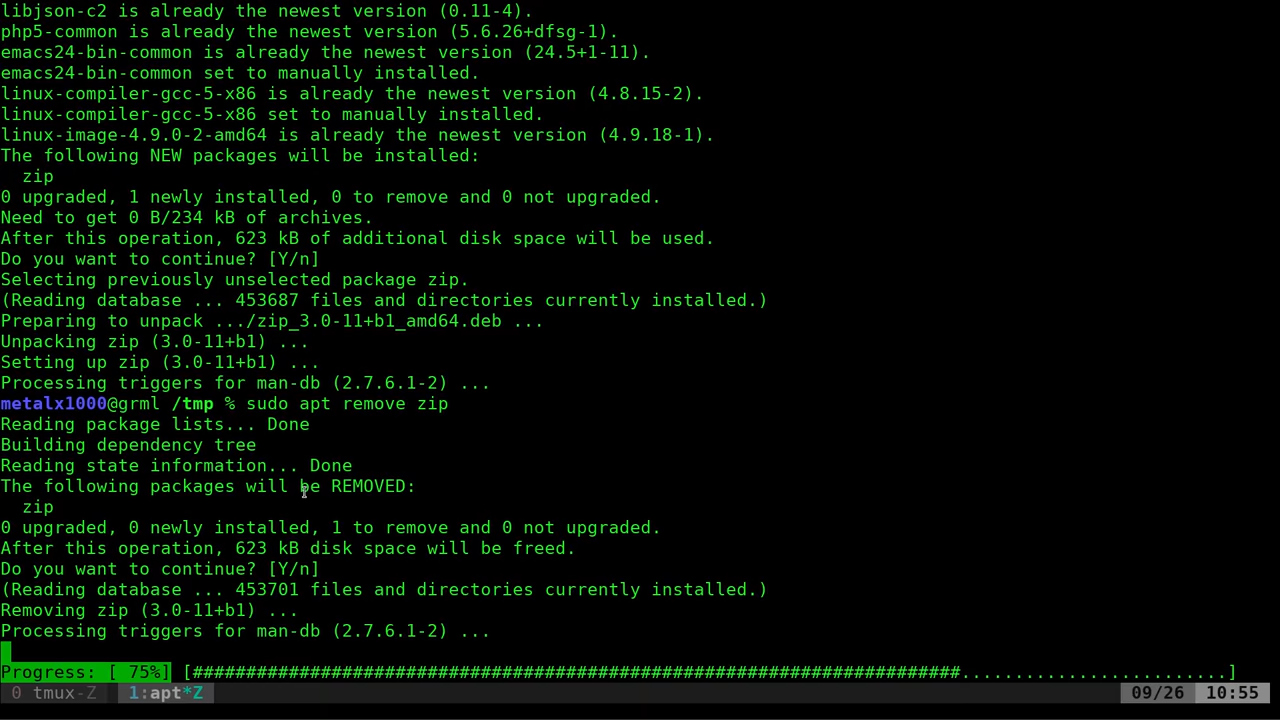 libjson-c2 is already the newest version (0.11-4).
php5-common is already the newest version (5.6.26+dfsg-1).
emacs24-bin-common is already the newest version (24.5+1-11).
emacs24-bin-common set to manually installed.
linux-compiler-gcc-5-x86 is already the newest version (4.8.15-2).
linux-compiler-gcc-5-x86 set to manually installed.
linux-image-4.9.0-2-amd64 is already the newest version (4.9.18-1).
The following NEW packages will be installed:
  zip
0 upgraded, 1 newly installed, 0 to remove and 0 not upgraded.
Need to get 0 B/234 kB of archives.
After this operation, 623 kB of additional disk space will be used.
Do you want to continue? [Y/n]
Selecting previously unselected package zip.
(Reading database ... 453687 files and directories currently installed.)
Preparing to unpack .../zip_3.0-11+b1_amd64.deb ...
Unpacking zip (3.0-11+b1) ...
Setting up zip (3.0-11+b1) ...
Processing triggers for man-db (2.7.6.1-2) ...
metalx1000@grml /tmp % sudo apt remove zip
Reading package lists... Done
Building dependency tree
Reading state information... Done
The following packages will be REMOVED:
  zip
0 upgraded, 0 newly installed, 1 to remove and 0 not upgraded.
After this operation, 623 kB disk space will be freed.
Do you want to continue? [Y/n]
(Reading database ... 453701 files and directories currently installed.)
Removing zip (3.0-11+b1) ...
Processing triggers for man-db (2.7.6.1-2) ...
Progress: [ 75%] [########################################################################.........................]
0 tmux-Z  1:apt*Z  09/26  10:55